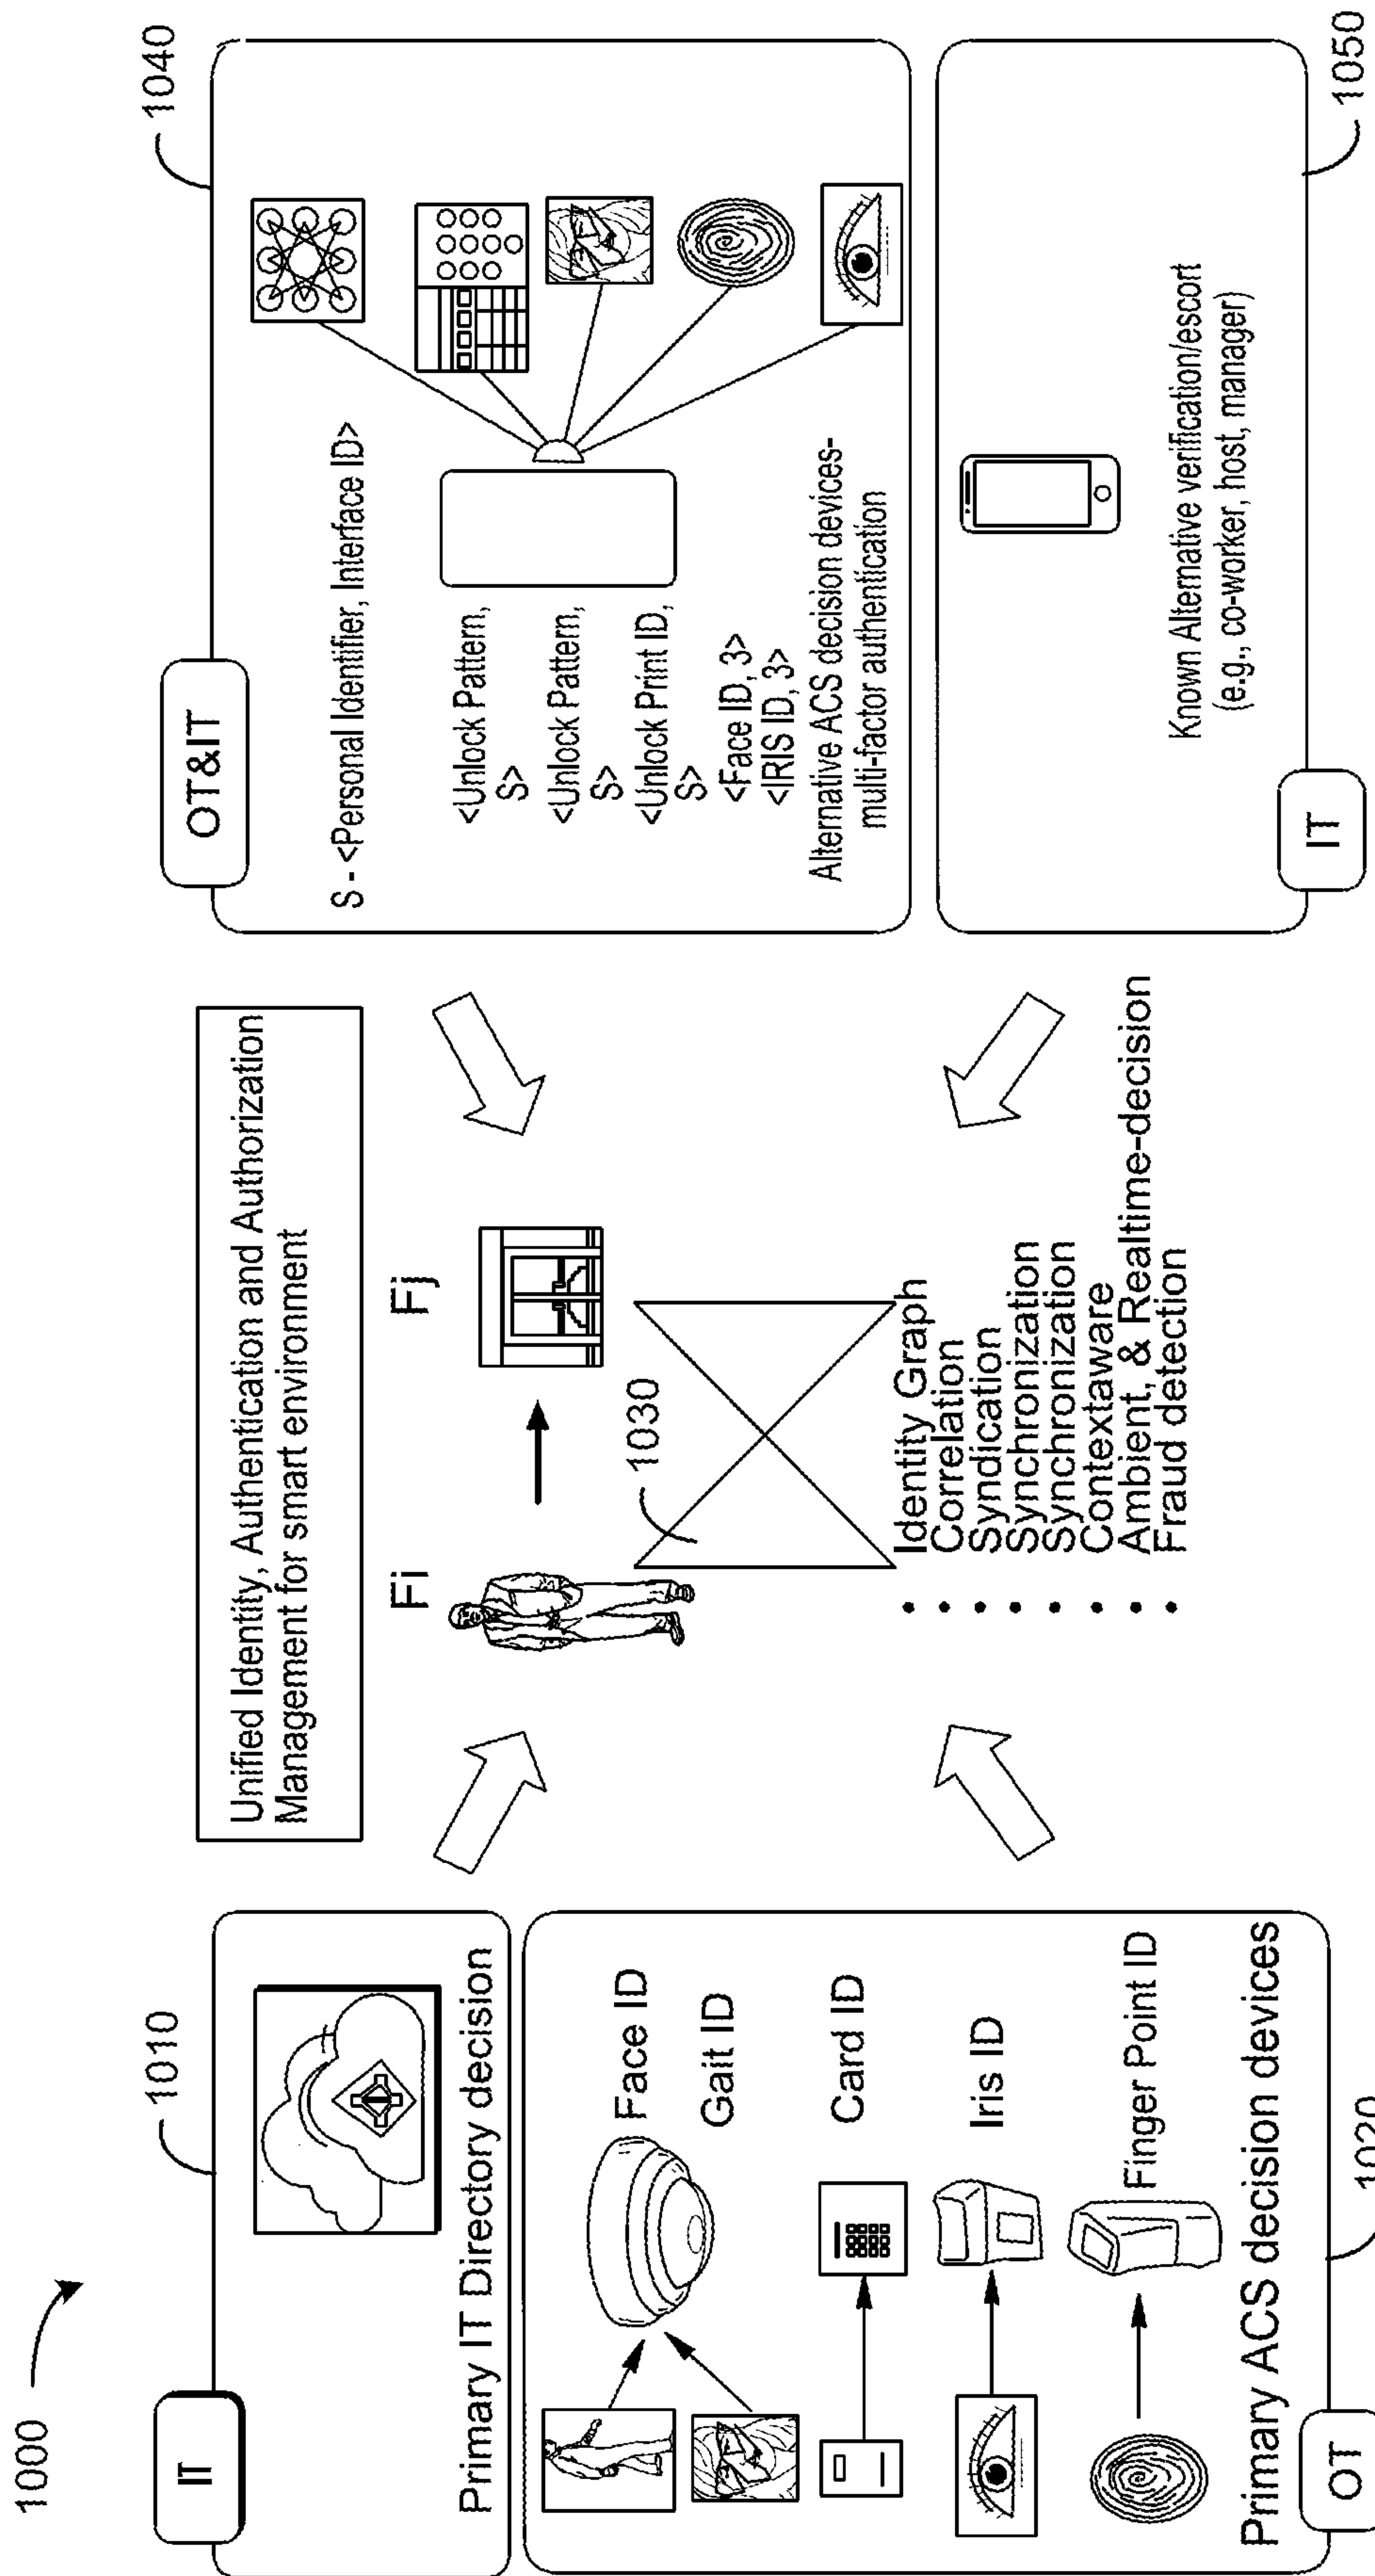 1000
IT
1010
Primary IT Directory decision
Face ID
Gait ID
Card ID
Iris ID
Finger Point ID
Primary ACS decision devices
OT
1020
Unified Identity, Authentication and Authorization
Management for smart environment
Fi
Fj
1030
• Identity Graph
• Correlation
• Syndication
• Synchronization
• Synchronization
• Contextaware
• Ambient, & Realtime-decision
• Fraud detection
OT&IT
1040
S - <Personal Identifier, Interface ID>
<Unlock Pattern,
S>
<Unlock Pattern,
S>
<Unlock Print ID,
S>
<Face ID, 3>
<IRIS ID, 3>
Alternative ACS decision devices-
multi-factor authentication
Known Alternative verification/escort
(e.g., co-worker, host, manager)
IT
1050